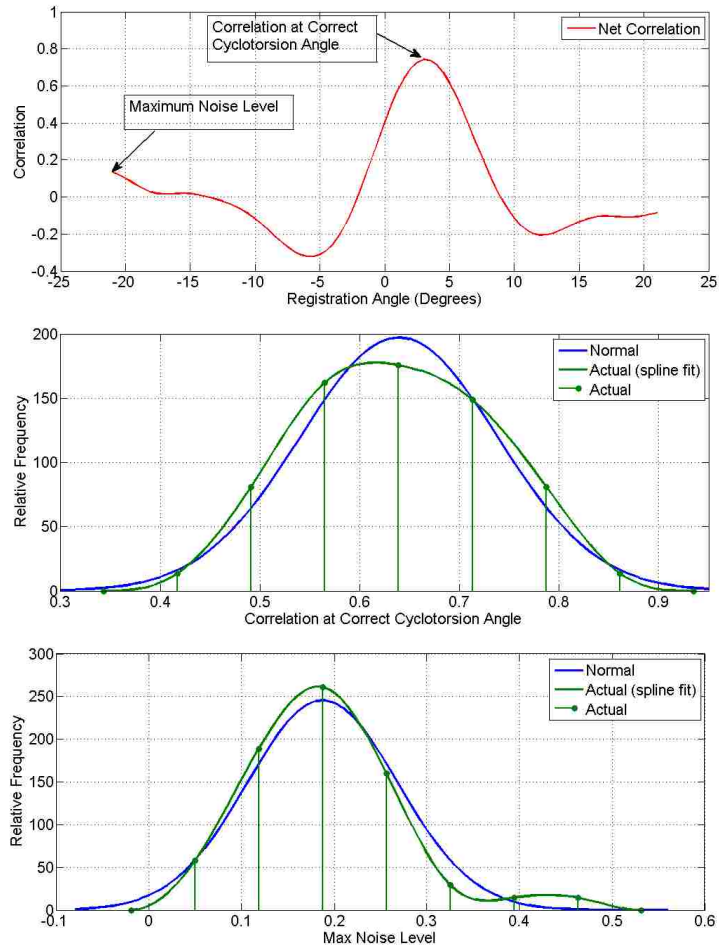 1
0.8
0.6
0.4
0.2
0
-0.2
-0.4
Correlation
Correlation at Correct
Cyclotorsion Angle
Maximum Noise Level
Net Correlation
-25
-20
-15
-10
-5
0
5
10
15
20
25
Registration Angle (Degrees)
200
150
100
50
0
Relative Frequency
Normal
Actual (spline fit)
Actual
0.3
0.4
0.5
0.6
0.7
0.8
0.9
Correlation at Correct Cyclotorsion Angle
300
250
200
150
100
50
0
Relative Frequency
Normal
Actual (spline fit)
Actual
-0.1
0
0.1
0.2
0.3
0.4
0.5
0.6
Max Noise Level